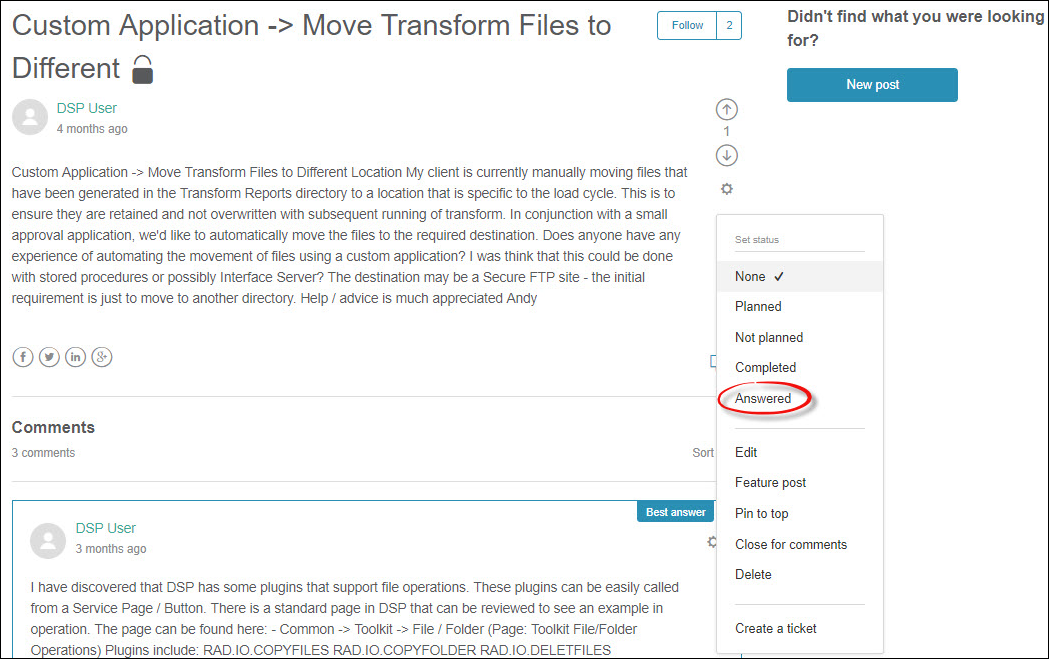 Custom Application -> Move Transform Files to
Different
Follow
2
Didn't find what you were looking
for?
New post
DSP User
4 months ago
1
Custom Application -> Move Transform Files to Different Location My client is currently manually moving files that
have been generated in the Transform Reports directory to a location that is specific to the load cycle. This is to
ensure they are retained and not overwritten with subsequent running of transform. In conjunction with a small
approval application, we'd like to automatically move the files to the required destination. Does anyone have any
experience of automating the movement of files using a custom application? I was think that this could be done
with stored procedures or possibly Interface Server? The destination may be a Secure FTP site - the initial
requirement is just to move to another directory. Help / advice is much appreciated Andy
Set status
None ✓
Planned
Not planned
Completed
Answered
Edit
Feature post
Pin to top
Close for comments
Delete
Create a ticket
f
in
g+
Comments
3 comments
Sort
Best answer
DSP User
3 months ago
I have discovered that DSP has some plugins that support file operations. These plugins can be easily called
from a Service Page / Button. There is a standard page in DSP that can be reviewed to see an example in
operation. The page can be found here: - Common -> Toolkit -> File / Folder (Page: Toolkit File/Folder
Operations) Plugins include: RAD.IO.COPYFILES RAD.IO.COPYFOLDER RAD.IO.DELETFILES